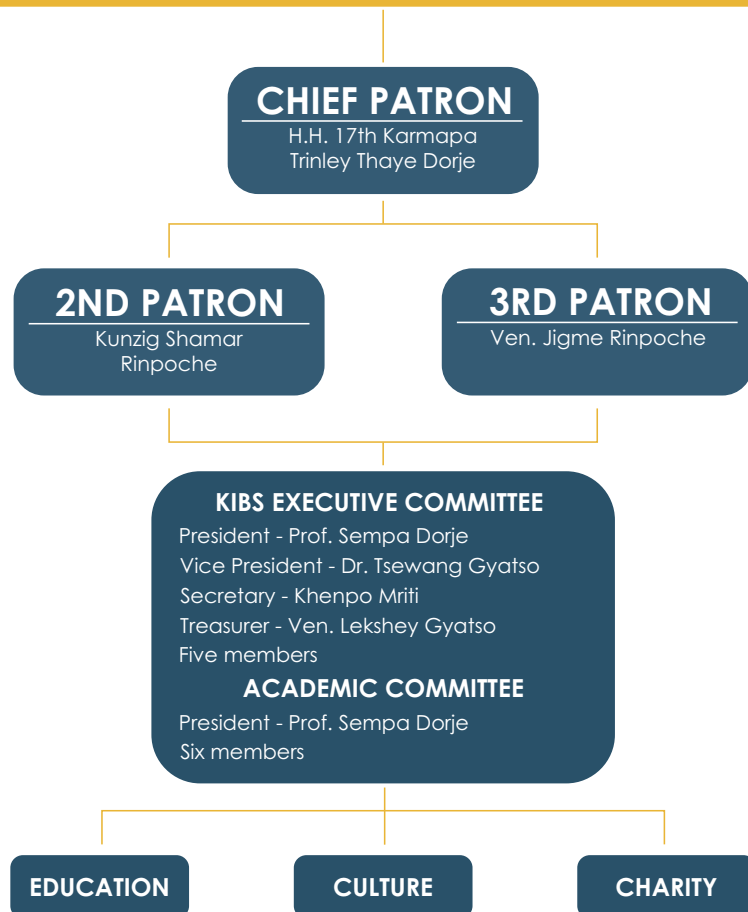 CHIEF PATRON
H.H. 17th Karmapa
Trinley Thaye Dorje
2ND PATRON
Kunzig Shamar
Rinpoche
3RD PATRON
Ven. Jigme Rinpoche
KIBS EXECUTIVE COMMITTEE
President - Prof. Sempa Dorje
Vice President - Dr. Tsewang Gyatso
Secretary - Khenpo Mriti
Treasurer - Ven. Lekshey Gyatso
Five members
ACADEMIC COMMITTEE
President - Prof. Sempa Dorje
Six members
EDUCATION
CULTURE
CHARITY